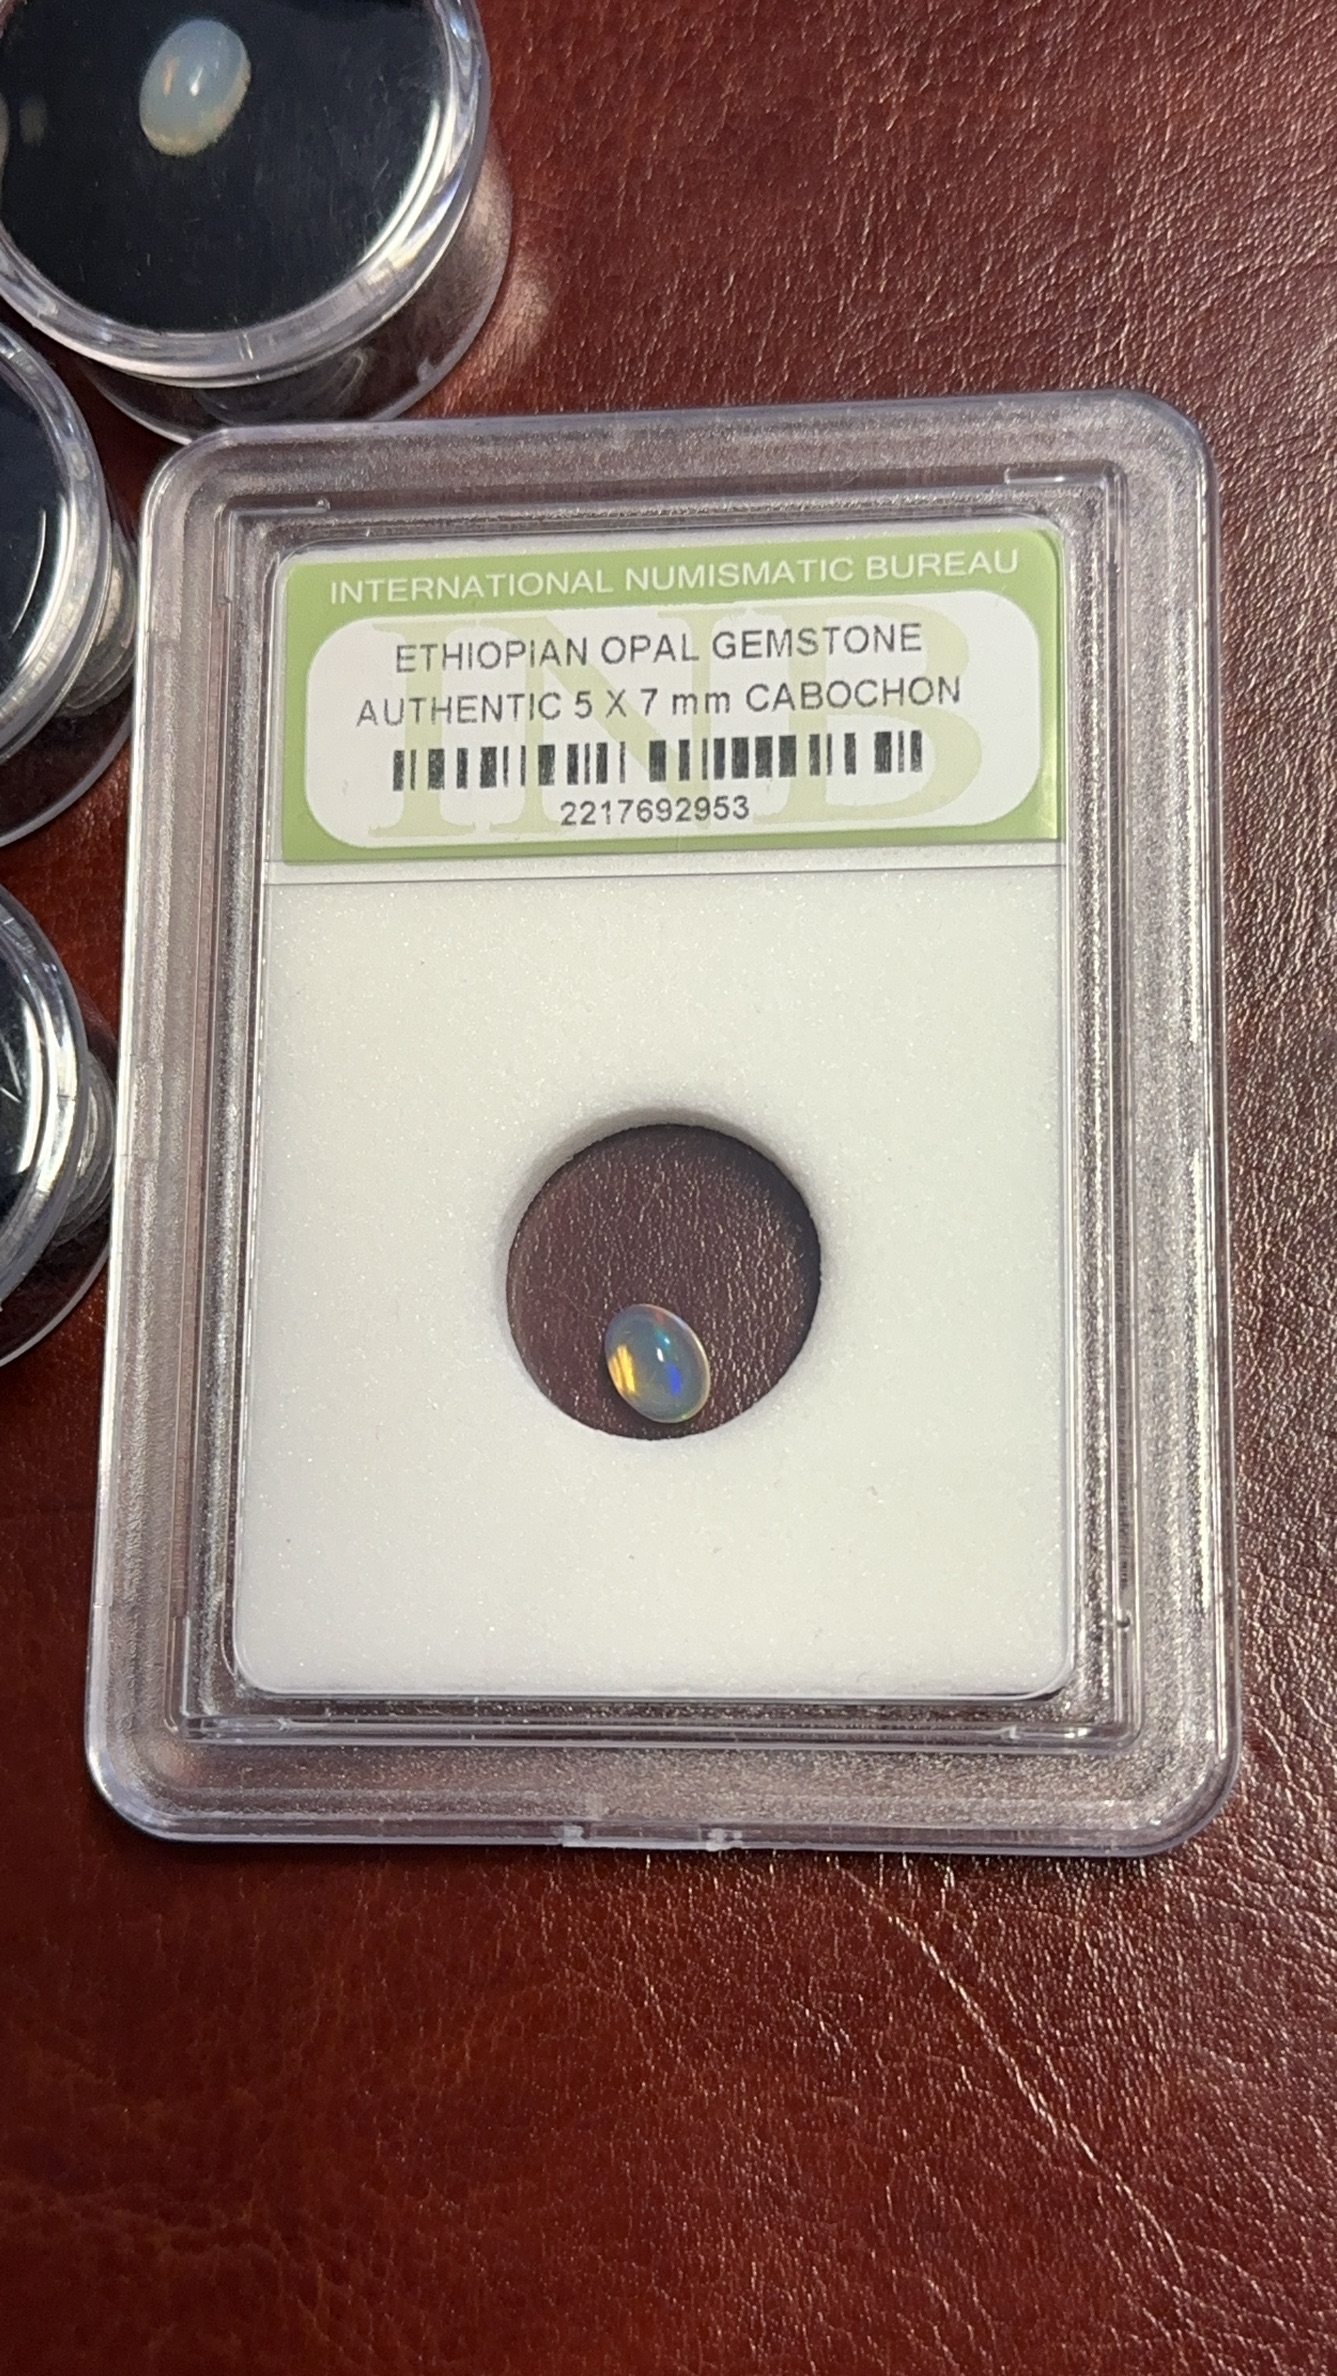 INTERNATIONAL NUMISMATIC BUREAU
INB
ETHIOPIAN OPAL GEMSTONE
AUTHENTIC 5 X 7 mm CABOCHON
2217692953